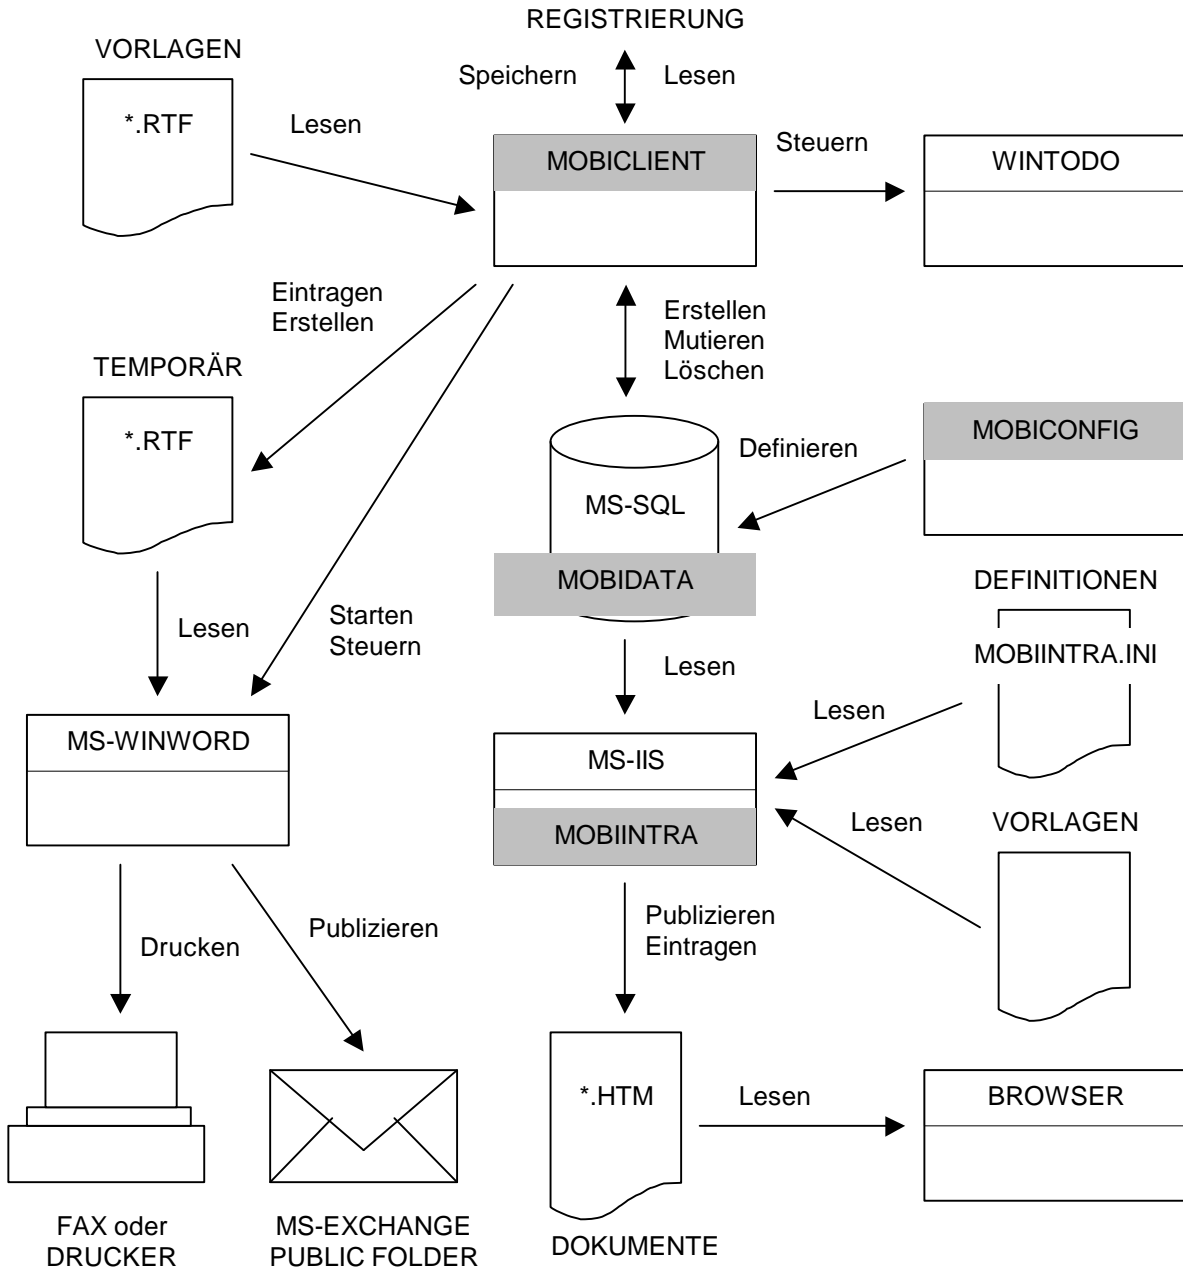 REGISTRIERUNG
VORLAGEN
Speichern
Lesen
*.RTF
Lesen
MOBICLIENT
Steuern
WINTODO
Eintragen
Erstellen
Erstellen
Mutieren
Löschen
TEMPORÄR
*.RTF
MOBICONFIG
Definieren
MS-SQL
MOBIDATA
DEFINITIONEN
Lesen
Starten
Steuern
Lesen
MOBIINTRA.INI
Lesen
MS-WINWORD
MS-IIS
MOBIINTRA
Lesen
VORLAGEN
Drucken
Publizieren
Publizieren
Eintragen
*.HTM
Lesen
BROWSER
FAX oder
DRUCKER
MS-EXCHANGE
PUBLIC FOLDER
DOKUMENTE